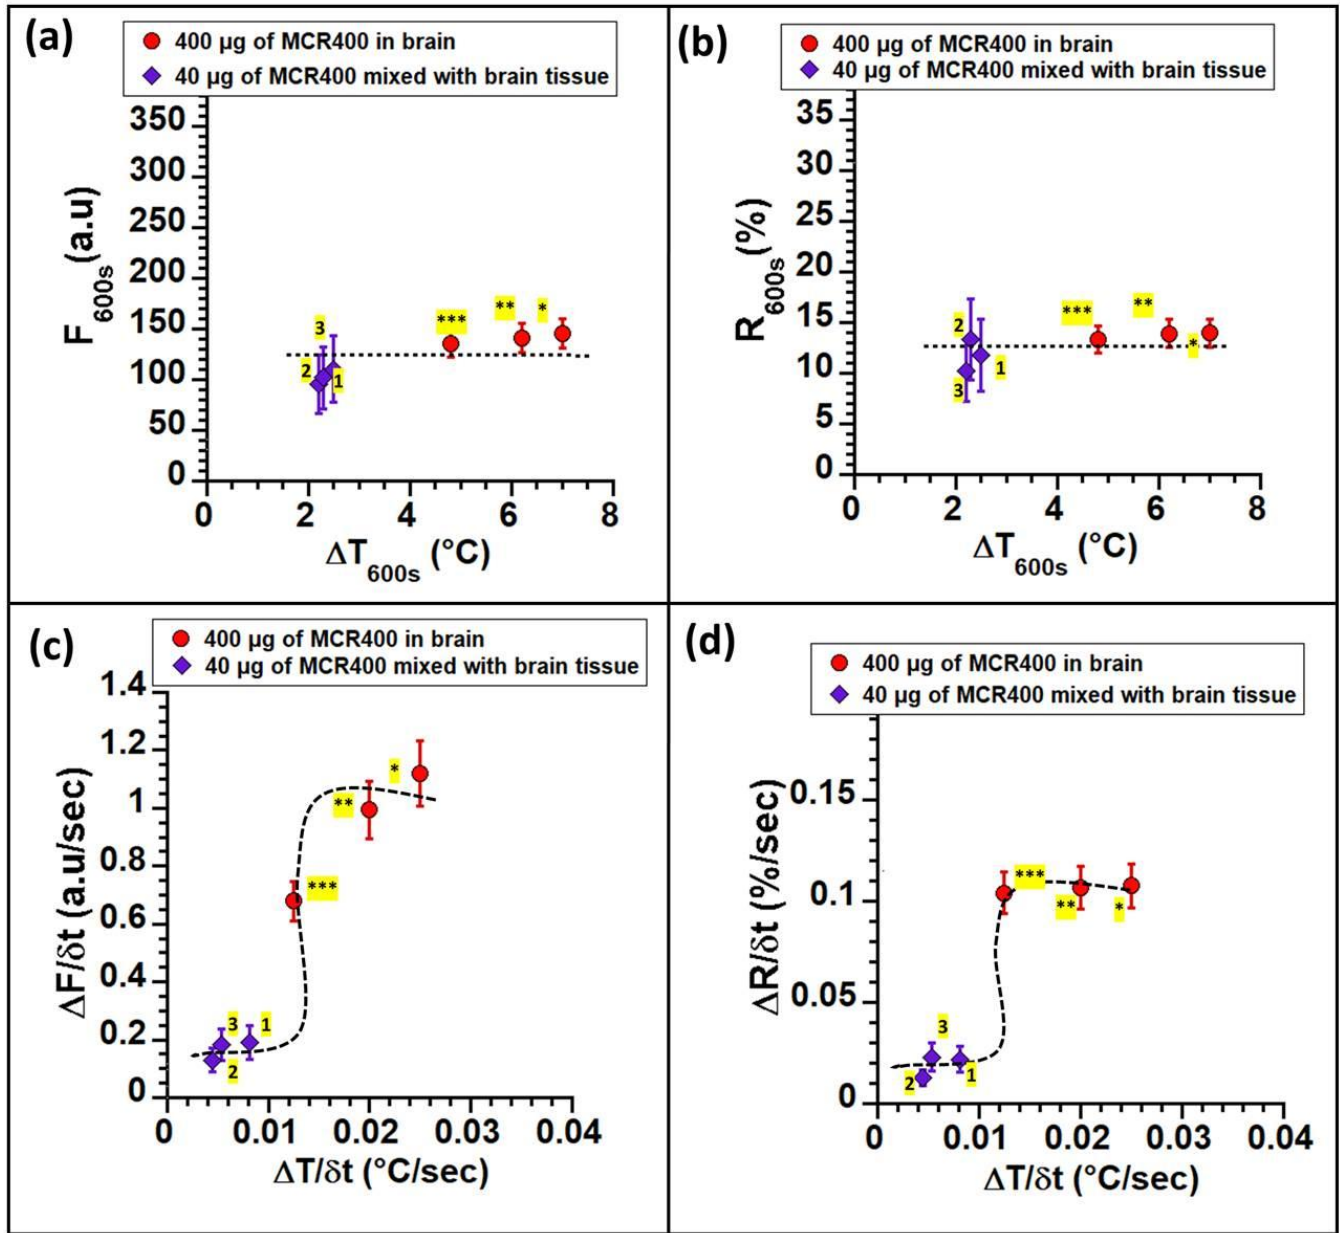 (a)
400 µg of MCR400 in brain
40 µg of MCR400 mixed with brain tissue
350
300
250
200
150
100
50
0
F600s (a.u)
3
2
1
***
**
*
0 2 4 6 8
ΔT600s (°C)
(b)
400 µg of MCR400 in brain
40 µg of MCR400 mixed with brain tissue
35
30
25
20
15
10
5
0
R600s (%)
2
3
1
***
**
*
0 2 4 6 8
ΔT600s (°C)
(c)
400 µg of MCR400 in brain
40 µg of MCR400 mixed with brain tissue
1.4
1.2
1
0.8
0.6
0.4
0.2
0
ΔF/δt (a.u/sec)
*
**
***
3 1
2
0 0.01 0.02 0.03 0.04
ΔT/δt (°C/sec)
(d)
400 µg of MCR400 in brain
40 µg of MCR400 mixed with brain tissue
0.15
0.1
0.05
0
ΔR/δt (%/sec)
***
**
*
3
2
1
0 0.01 0.02 0.03 0.04
ΔT/δt (°C/sec)